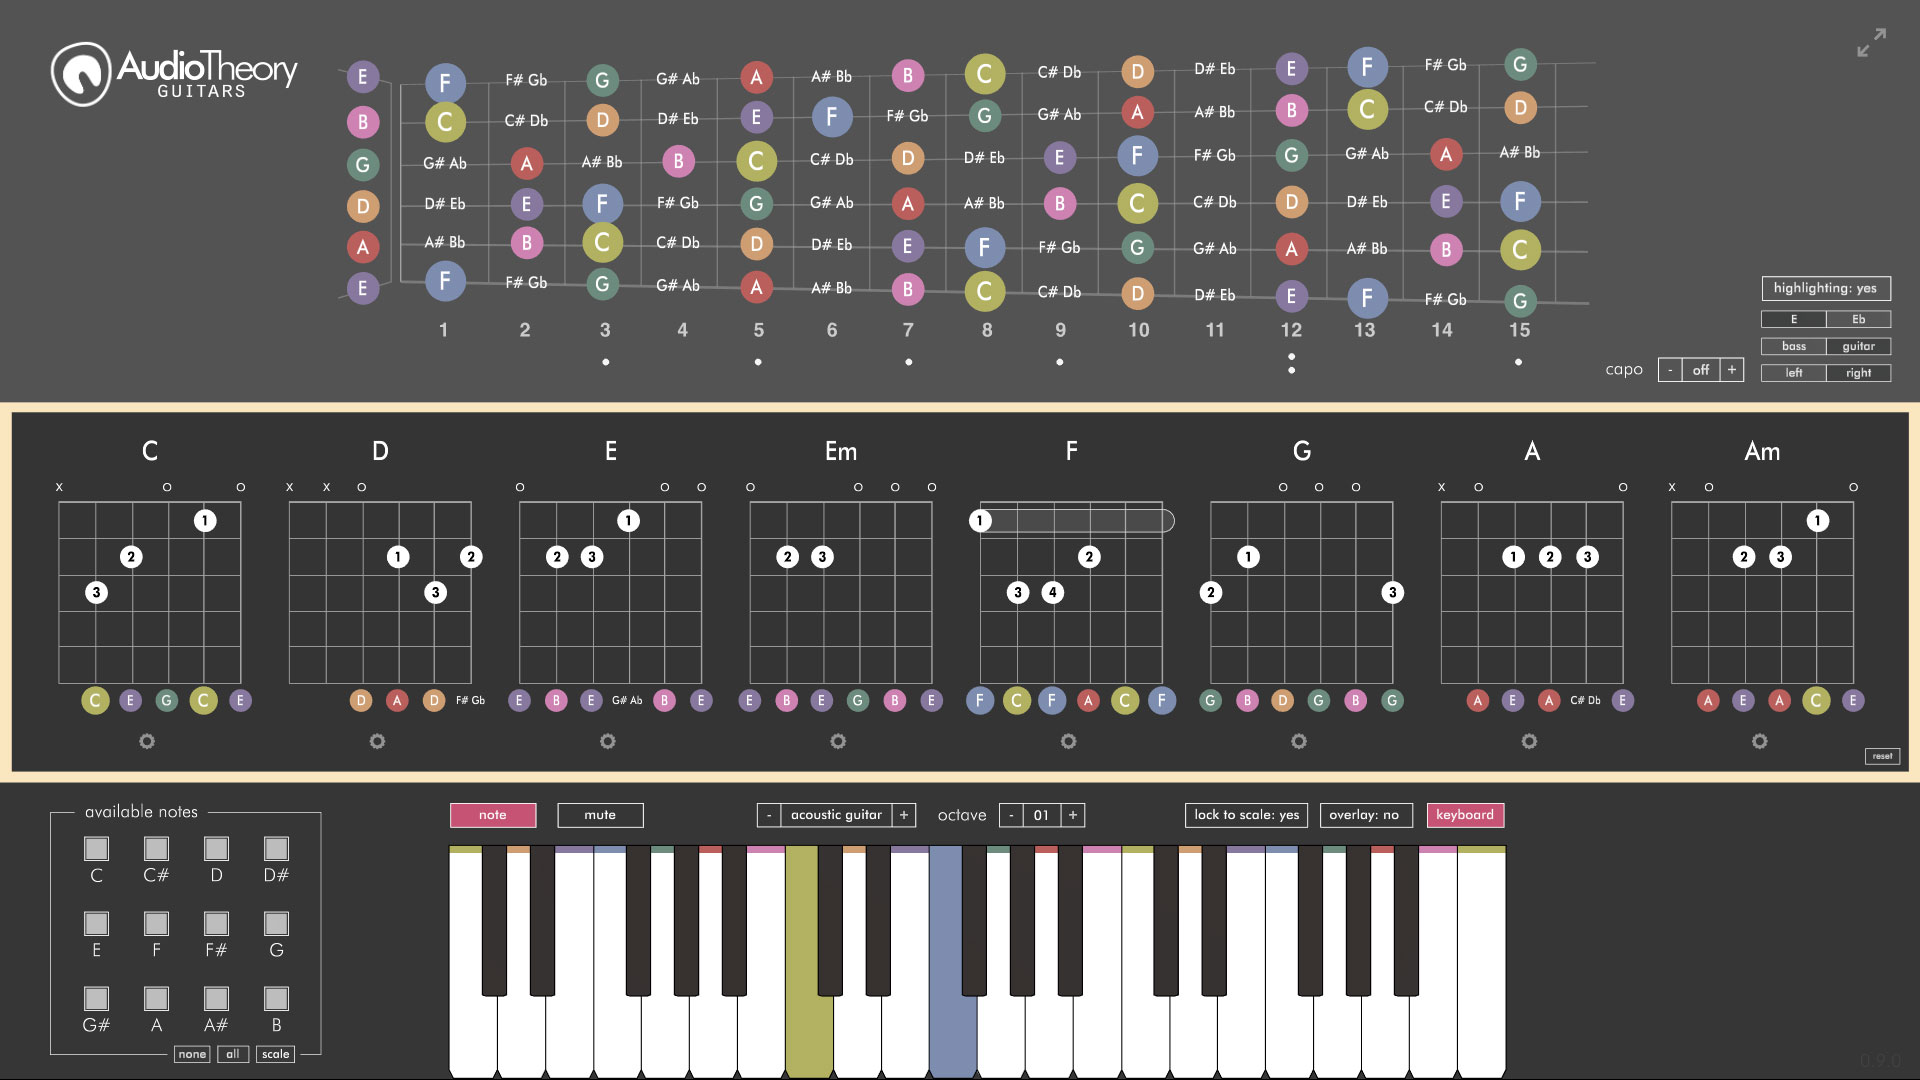 AudioTheory
GUITARS
E F F# Gb G G# Ab A A# Bb B C C# Db D D# Eb E F F# Gb G
B C C# Db D D# Eb E F F# Gb G G# Ab A A# Bb B C C# Db D
G G# Ab A A# Bb B C C# Db D D# Eb E F F# Gb G G# Ab A A# Bb
D D# Eb E F F# Gb G G# Ab A A# Bb B C C# Db D D# Eb E F
A A# Bb B C C# Db D D# Eb E F F# Gb G G# Ab A A# Bb B C
E F F# Gb G G# Ab A A# Bb B C C# Db D D# Eb E F F# Gb G
1 2 3 4 5 6 7 8 9 10 11 12 13 14 15
highlighting: yes
E Eb
bass guitar
capo - off + left right
C D E Em F G A Am
x o o x x o o o o o o o o o o o x o o x o o
1 1 1 1
2 1 2 2 3 2 3 2 1 1 2 3 2 3
3 3 3 4 2 3
C E G C E D A D F# Gb E B E G# Ab B E E B E G B E F C F A C F G B D G B G A E A C# Db E A E A C E
reset
available notes
note mute - acoustic guitar + octave - 01 + lock to scale: yes overlay: no keyboard
C C# D D#
E F F# G
G# A A# B
none all scale
0.9.0